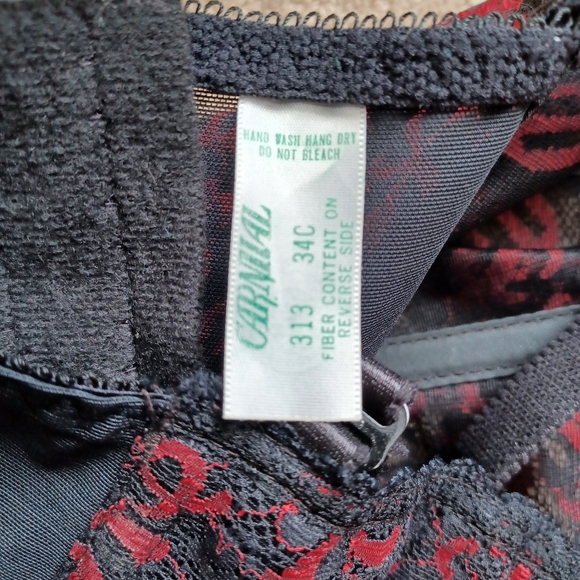 HAND WASH HANG DRY
DO NOT BLEACH
CARNIVAL
313 34C
FIBER CONTENT ON
REVERSE SIDE